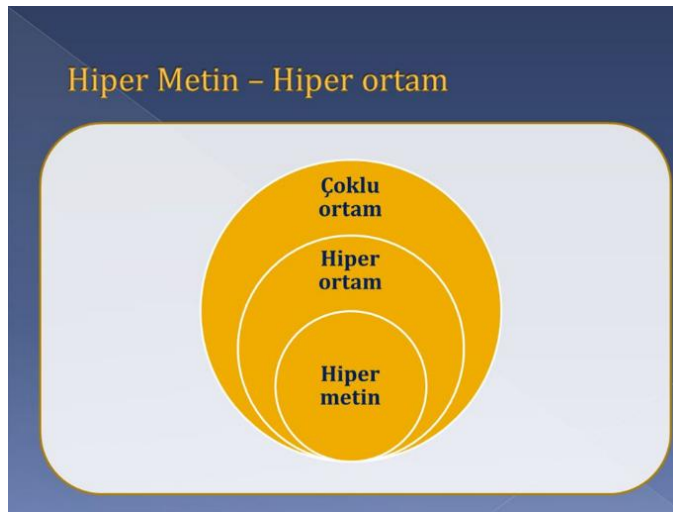 Hiper Metin – Hiper ortam
Çoklu
ortam
Hiper
ortam
Hiper
metin